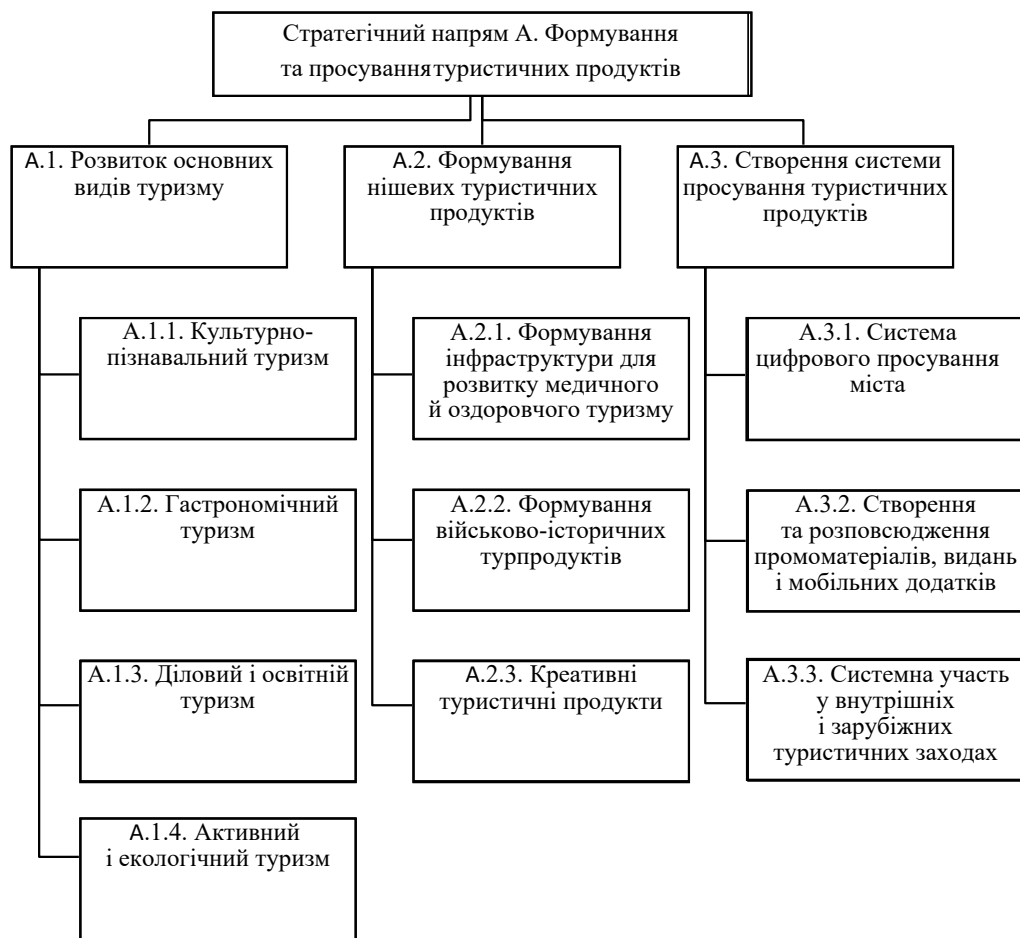 Стратегічний напрям А. Формування
та просування туристичних продуктів
А.1. Розвиток основних
видів туризму
А.2. Формування
нішевих туристичних
продуктів
А.3. Створення системи
просування туристичних
продуктів
А.1.1. Культурно-
пізнавальний туризм
А.1.2. Гастрономічний
туризм
А.1.3. Діловий і освітній
туризм
А.1.4. Активний
і екологічний туризм
А.2.1. Формування
інфраструктури для
розвитку медичного
й оздоровчого туризму
А.2.2. Формування
військово-історичних
турпродуктів
А.2.3. Креативні
туристичні продукти
А.3.1. Система
цифрового просування
міста
А.3.2. Створення
та розповсюдження
промоматеріалів, видань
і мобільних додатків
А.3.3. Системна участь
у внутрішніх
і зарубіжних
туристичних заходах